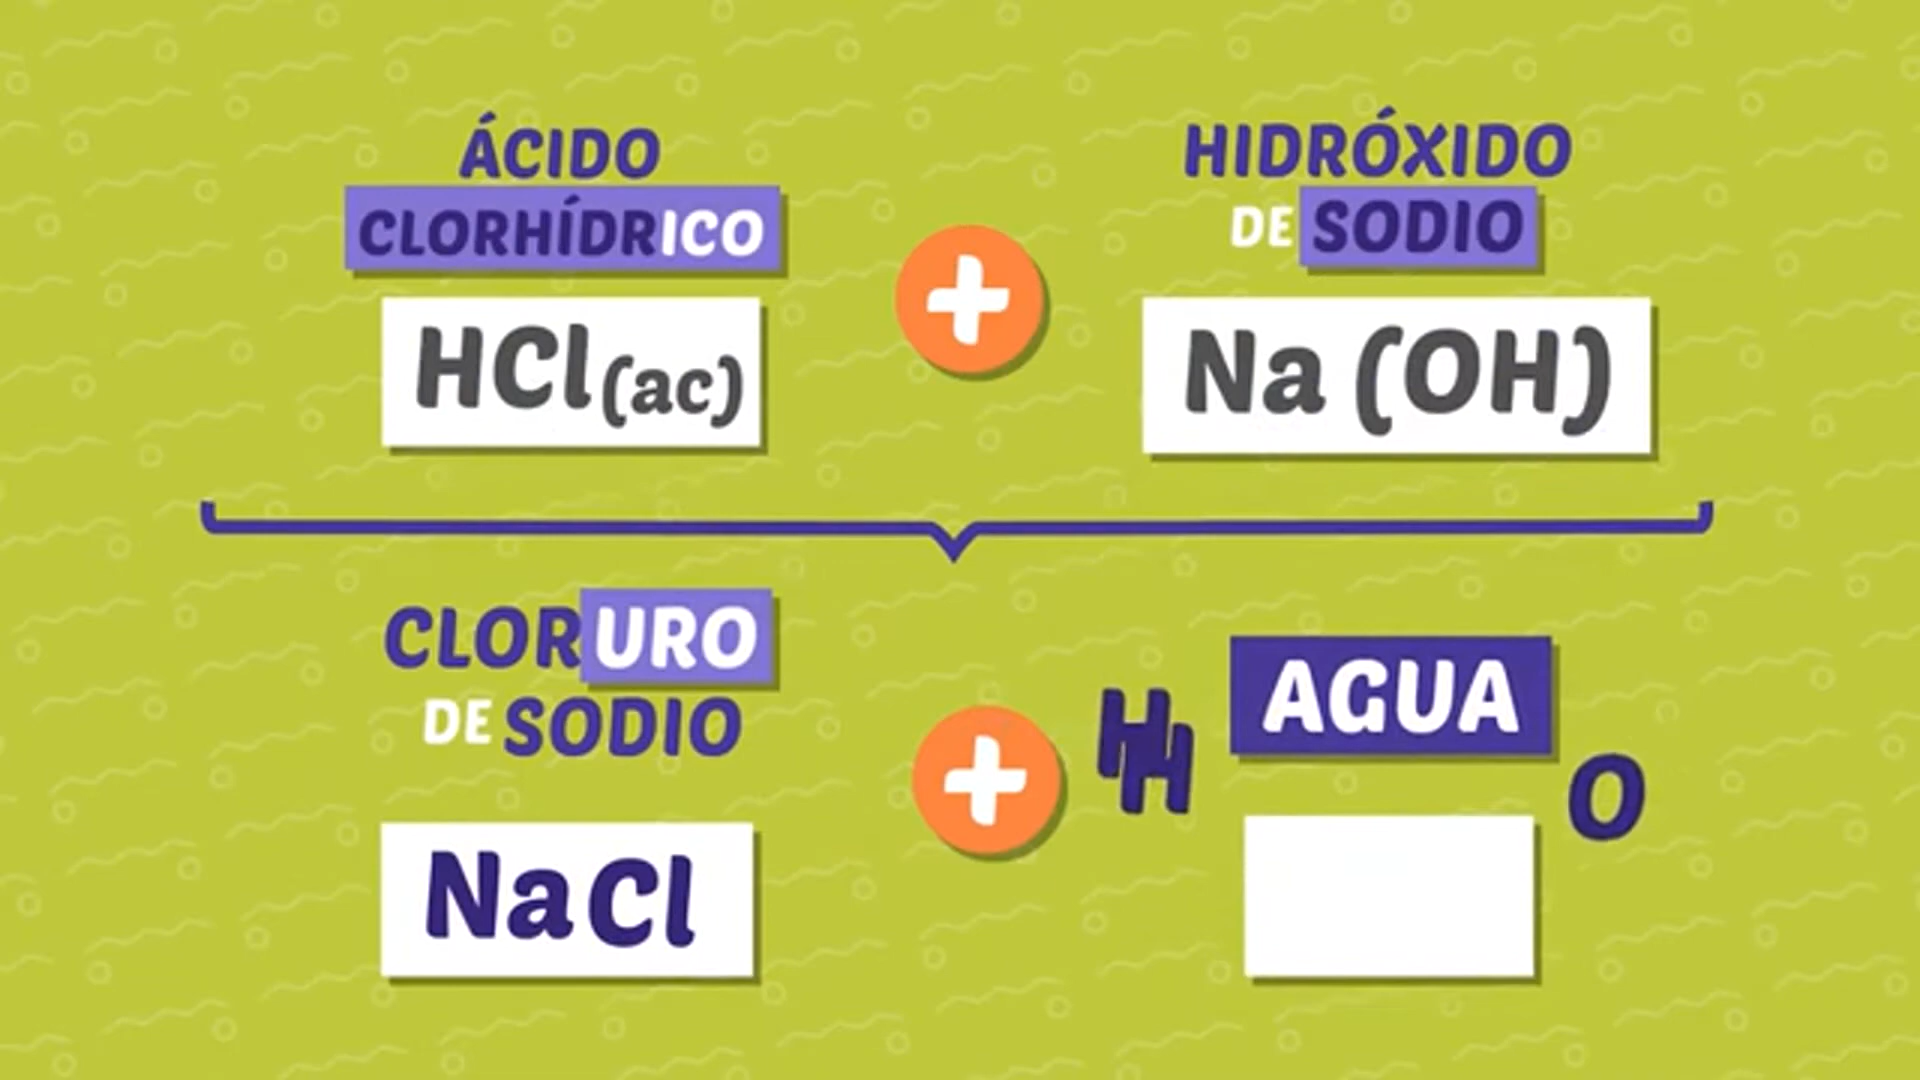 ÁCIDO
CLORHÍDRICO
HCl(ac)
+
HIDRÓXIDO
DE SODIO
Na (OH)
CLORURO
DE SODIO
NaCl
+
H
H
AGUA
O